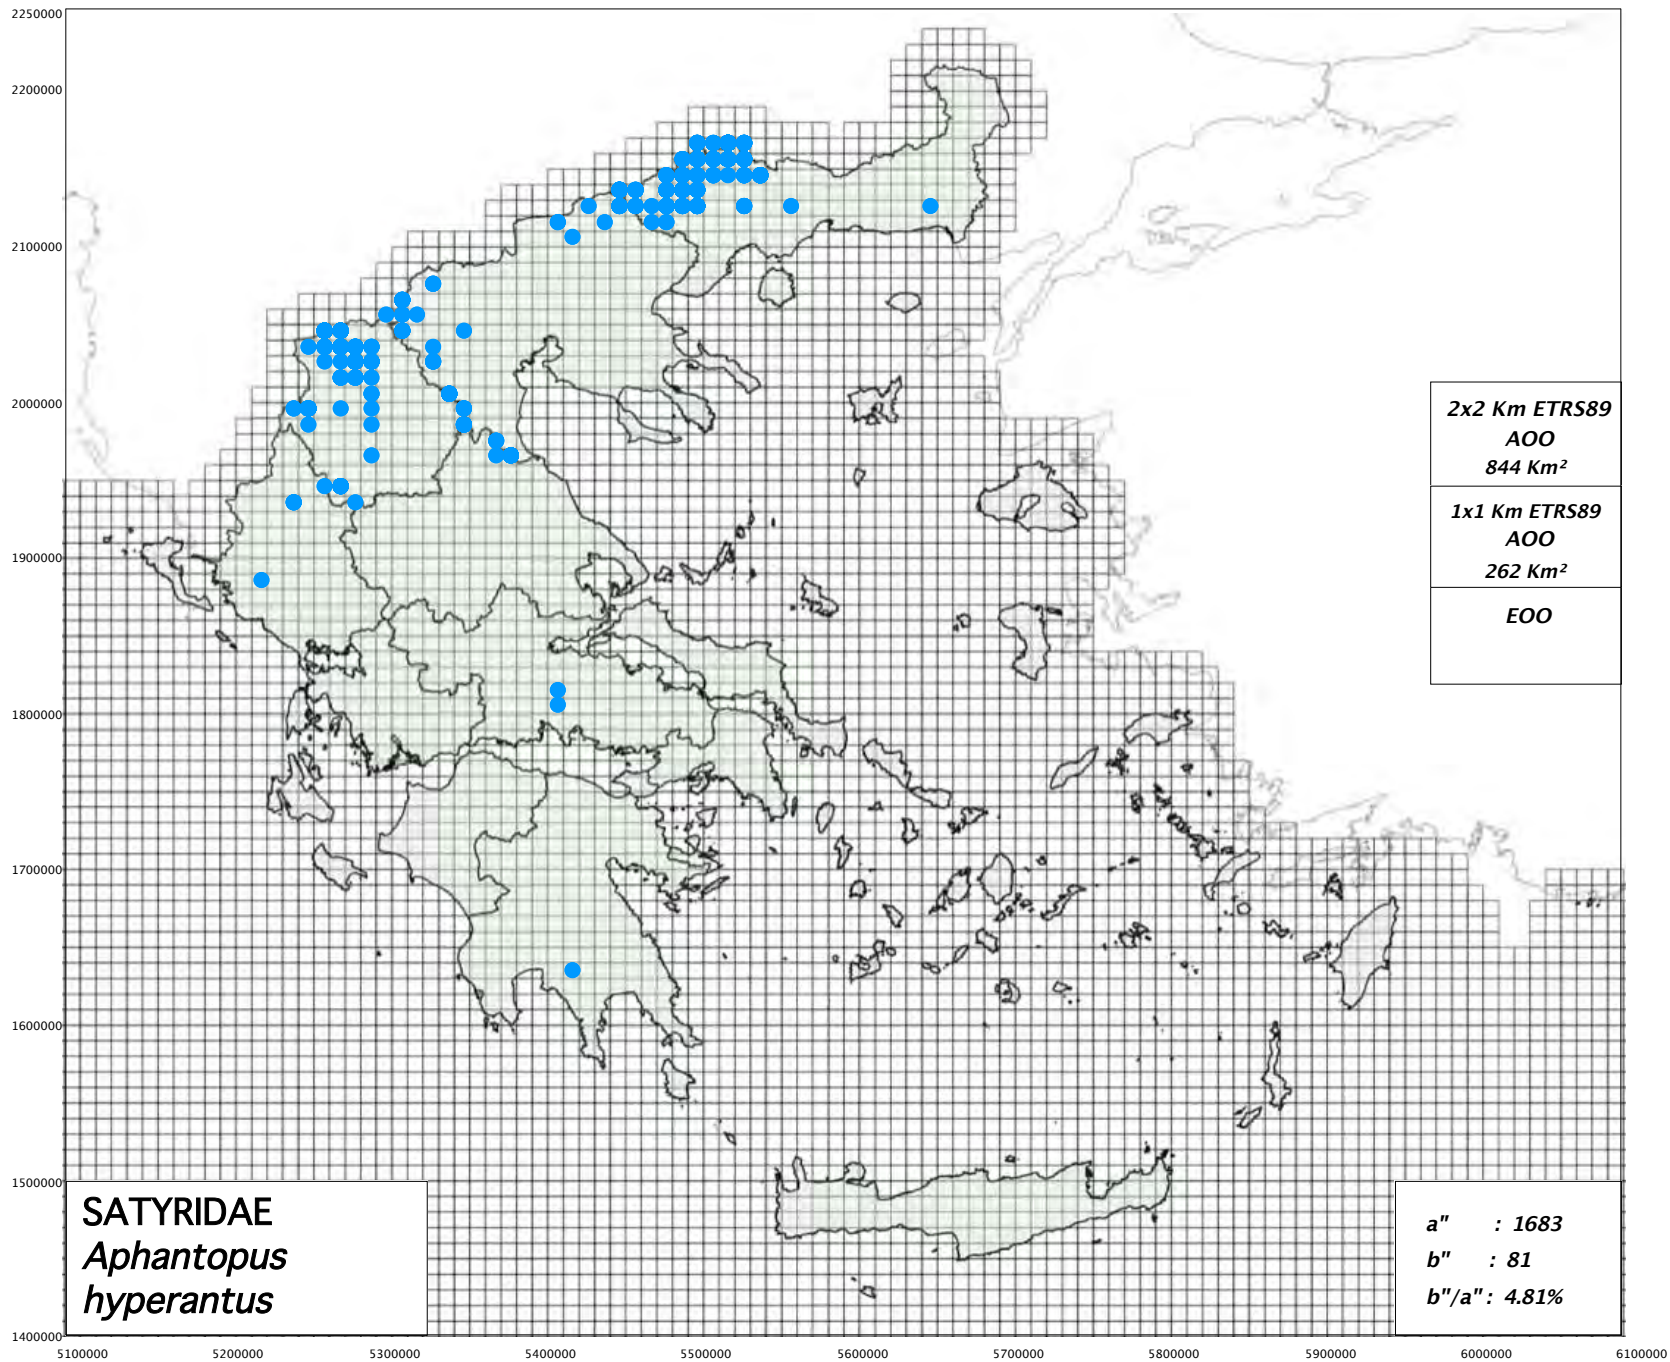 2250000
2200000
2100000
2000000
1900000
1800000
1700000
1600000
1500000
1400000
5100000 5200000 5300000 5400000 5500000 5600000 5700000 5800000 5900000 6000000 6100000
2x2 Km ETRS89
AOO
844 Km²
1x1 Km ETRS89
AOO
262 Km²
EOO
SATYRIDAE
Aphantopus
hyperantus
a" : 1683
b" : 81
b"/a" : 4.81%